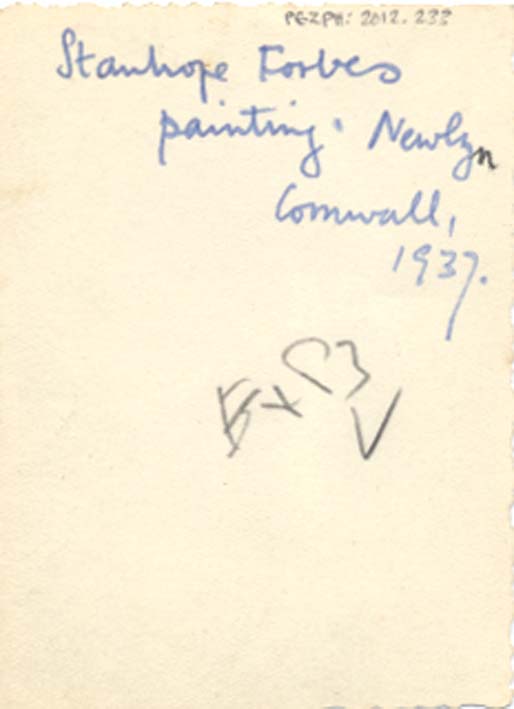 PEZPH: 2012. 233
Stanhope Forbes
painting. Newlyn
Cornwall,
1937.